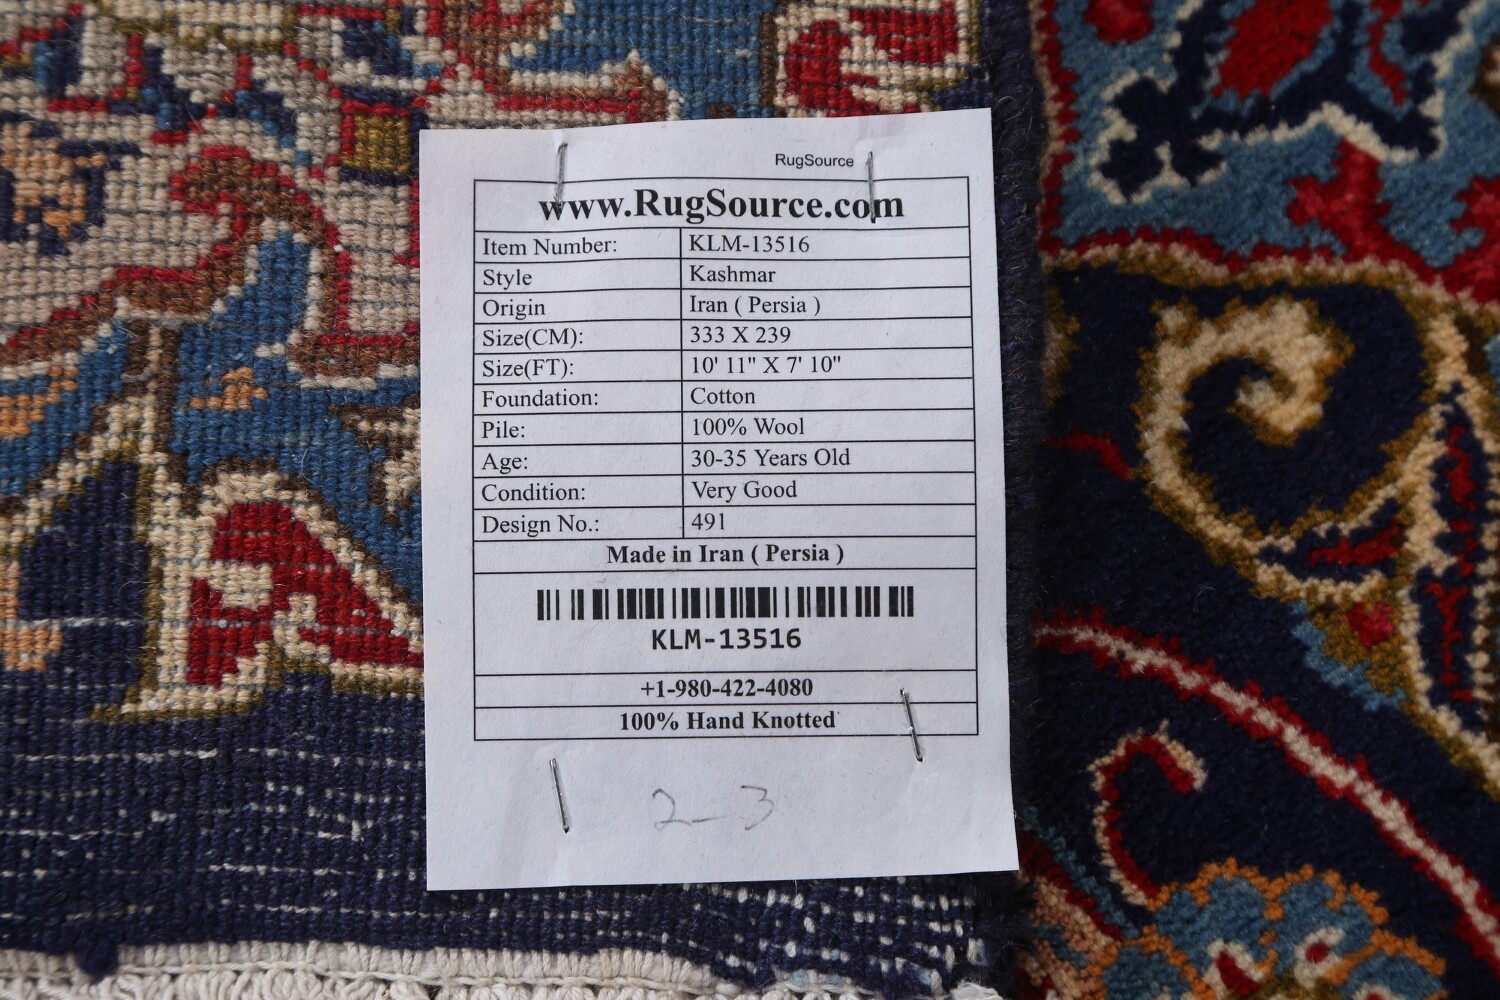 RugSource
www.RugSource.com
Item Number: KLM-13516
Style Kashmar
Origin Iran ( Persia )
Size(CM): 333 X 239
Size(FT): 10' 11" X 7' 10"
Foundation: Cotton
Pile: 100% Wool
Age: 30-35 Years Old
Condition: Very Good
Design No.: 491
Made in Iran ( Persia )
KLM-13516
+1-980-422-4080
100% Hand Knotted
2-3